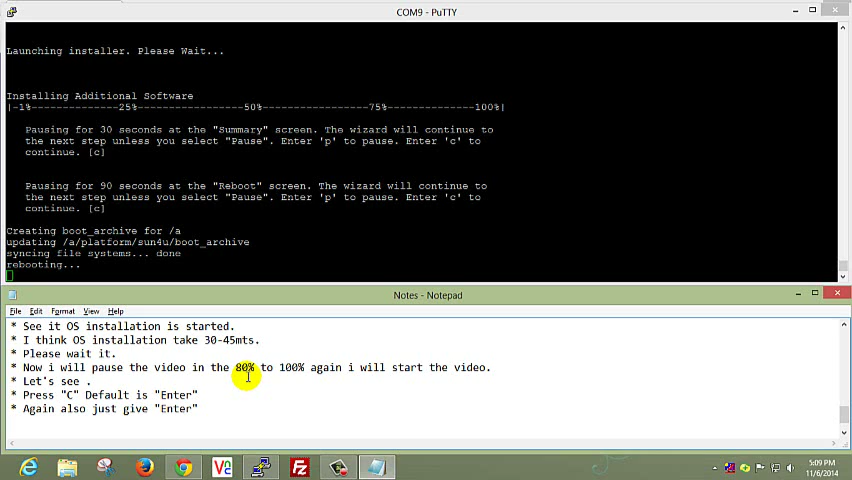 COM9 - PuTTY
Launching installer. Please Wait...
Installing Additional Software
|-1%--------------25%-----------------50%-----------------75%--------------100%|
Pausing for 30 seconds at the "Summary" screen. The wizard will continue to
the next step unless you select "Pause". Enter 'p' to pause. Enter 'c' to
continue. [c]
Pausing for 90 seconds at the "Reboot" screen. The wizard will continue to
the next step unless you select "Pause". Enter 'p' to pause. Enter 'c' to
continue. [c]
Creating boot_archive for /a
updating /a/platform/sun4u/boot_archive
syncing file systems... done
rebooting...
Notes - Notepad
File Edit Format View Help
* See it OS installation is started.
* I think OS installation take 30-45mts.
* Please wait it.
* Now i will pause the video in the 80% to 100% again i will start the video.
* Let's see .
* Press "C" Default is "Enter"
* Again also just give "Enter"
5:09 PM
11/6/2014